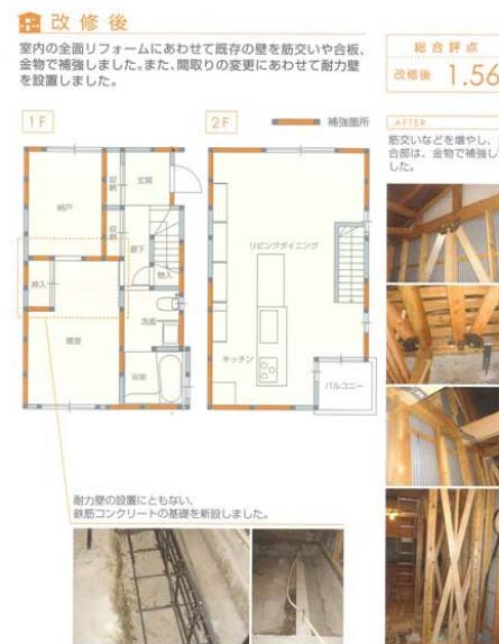 改修後
室内の全面リフォームにあわせて既存の壁を筋交いや合板、
金物で補強しました。また、間取りの変更にあわせて耐力壁
を設置しました。
総合評点
改修後 1.56
1F
2F
補強箇所
AFTER
筋交いなどを増やし、
合部は、金物で補強し
した。
納戸
収納
玄関
収納
廊下
物入
押入
洗面
寝室
浴室
リビングダイニング
キッチン
バルコニー
耐力壁の設置にともない、
鉄筋コンクリートの基礎を新設しました。